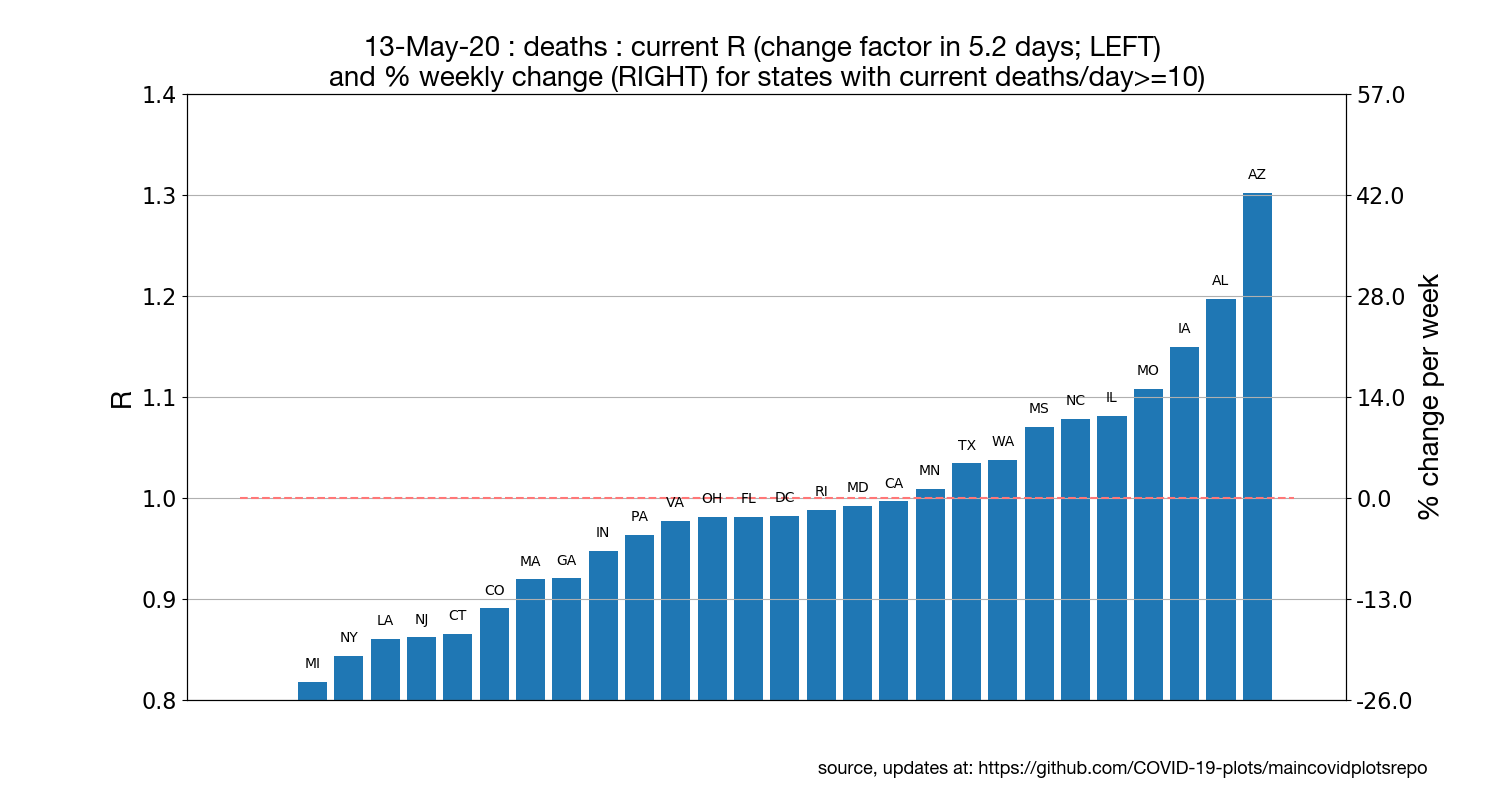 13-May-20 : deaths : current R (change factor in 5.2 days; LEFT)
and % weekly change (RIGHT) for states with current deaths/day>=10)
1.4
1.3
1.2
1.1
1.0
0.9
0.8
R
MI
NY
LA
NJ
CT
CO
MA
GA
IN
PA
VA
OH
FL
DC
RI
MD
CA
MN
TX
WA
MS
NC
IL
MO
IA
AL
AZ
57.0
42.0
28.0
14.0
0.0
-13.0
-26.0
% change per week
source, updates at: https://github.com/COVID-19-plots/maincovidplotsrepo